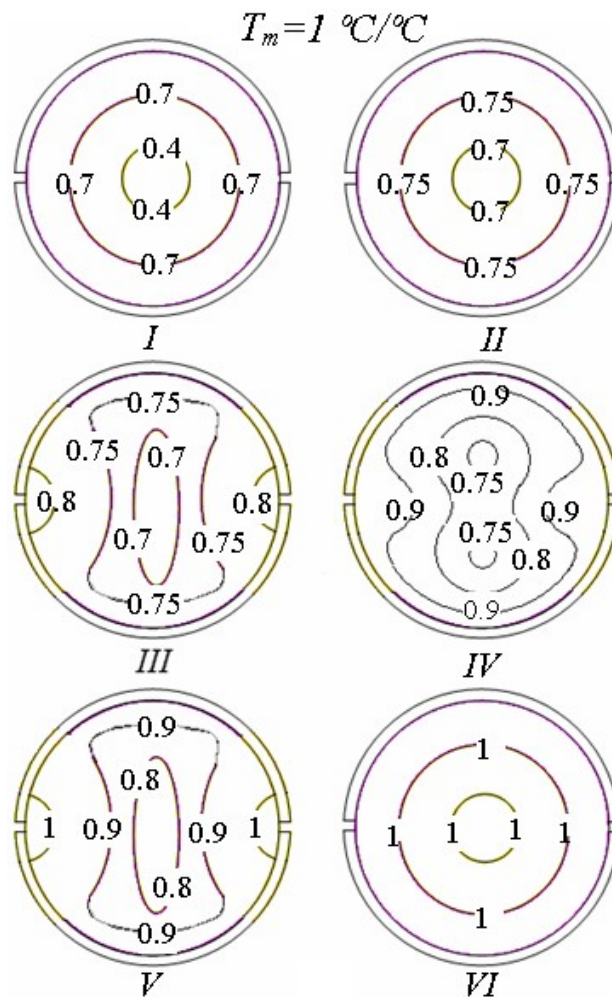 T_m=1 ºC/ºC
0.7 0.75
0.4 0.7
0.7 0.7 0.75 0.75
0.4 0.7
0.7 0.75
I II
0.75 0.9
0.75 0.7 0.8
0.75
0.8 0.8 0.9 0.9
0.7 0.75 0.75 0.8
0.75 0.9
III IV
0.9 1
0.8
1 0.9 0.9 1 1 1 1 1
0.8
0.9 1
V VI